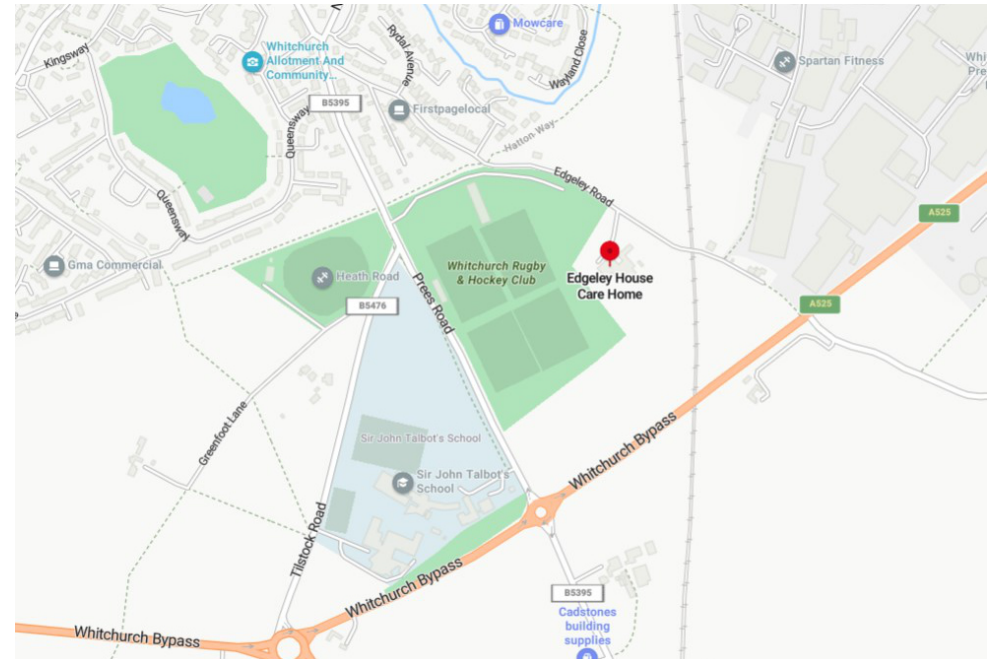 Kingsway
Whitchurch
Allotment And
Community...
B5395
Rydal Avenue
Mowcare
Wayland Close
Firstpagelocal
Spartan Fitness
Whi
Pre
Queensway
Hatton Way
Edgeley Road
Queensway
A525
Gma Commercial
Heath Road
Whitchurch Rugby
& Hockey Club
Edgeley House
Care Home
B5476
Prees Road
A525
Greenfoot Lane
Sir John Talbot's School
Sir John Talbot's
School
Whitchurch Bypass
Tilstock Road
Whitchurch Bypass
B5395
Cadstones
building
supplies
Whitchurch Bypass